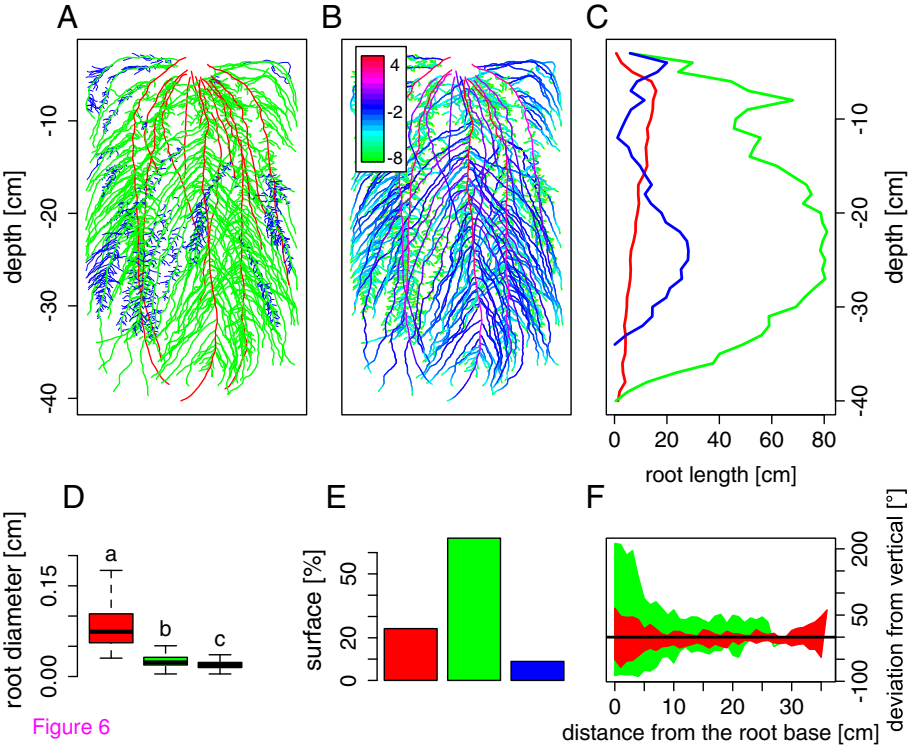 A
B
C
4
-2
-8
depth [cm]
-10
-20
-30
-40
depth [cm]
-10
-20
-30
-40
0 20 40 60 80
root length [cm]
D
E
F
root diameter [cm]
0.00 0.15
a
b
c
surface [%]
0 20 50
deviation from vertical [°]
-100 50 200
0 10 20 30
distance from the root base [cm]
Figure 6